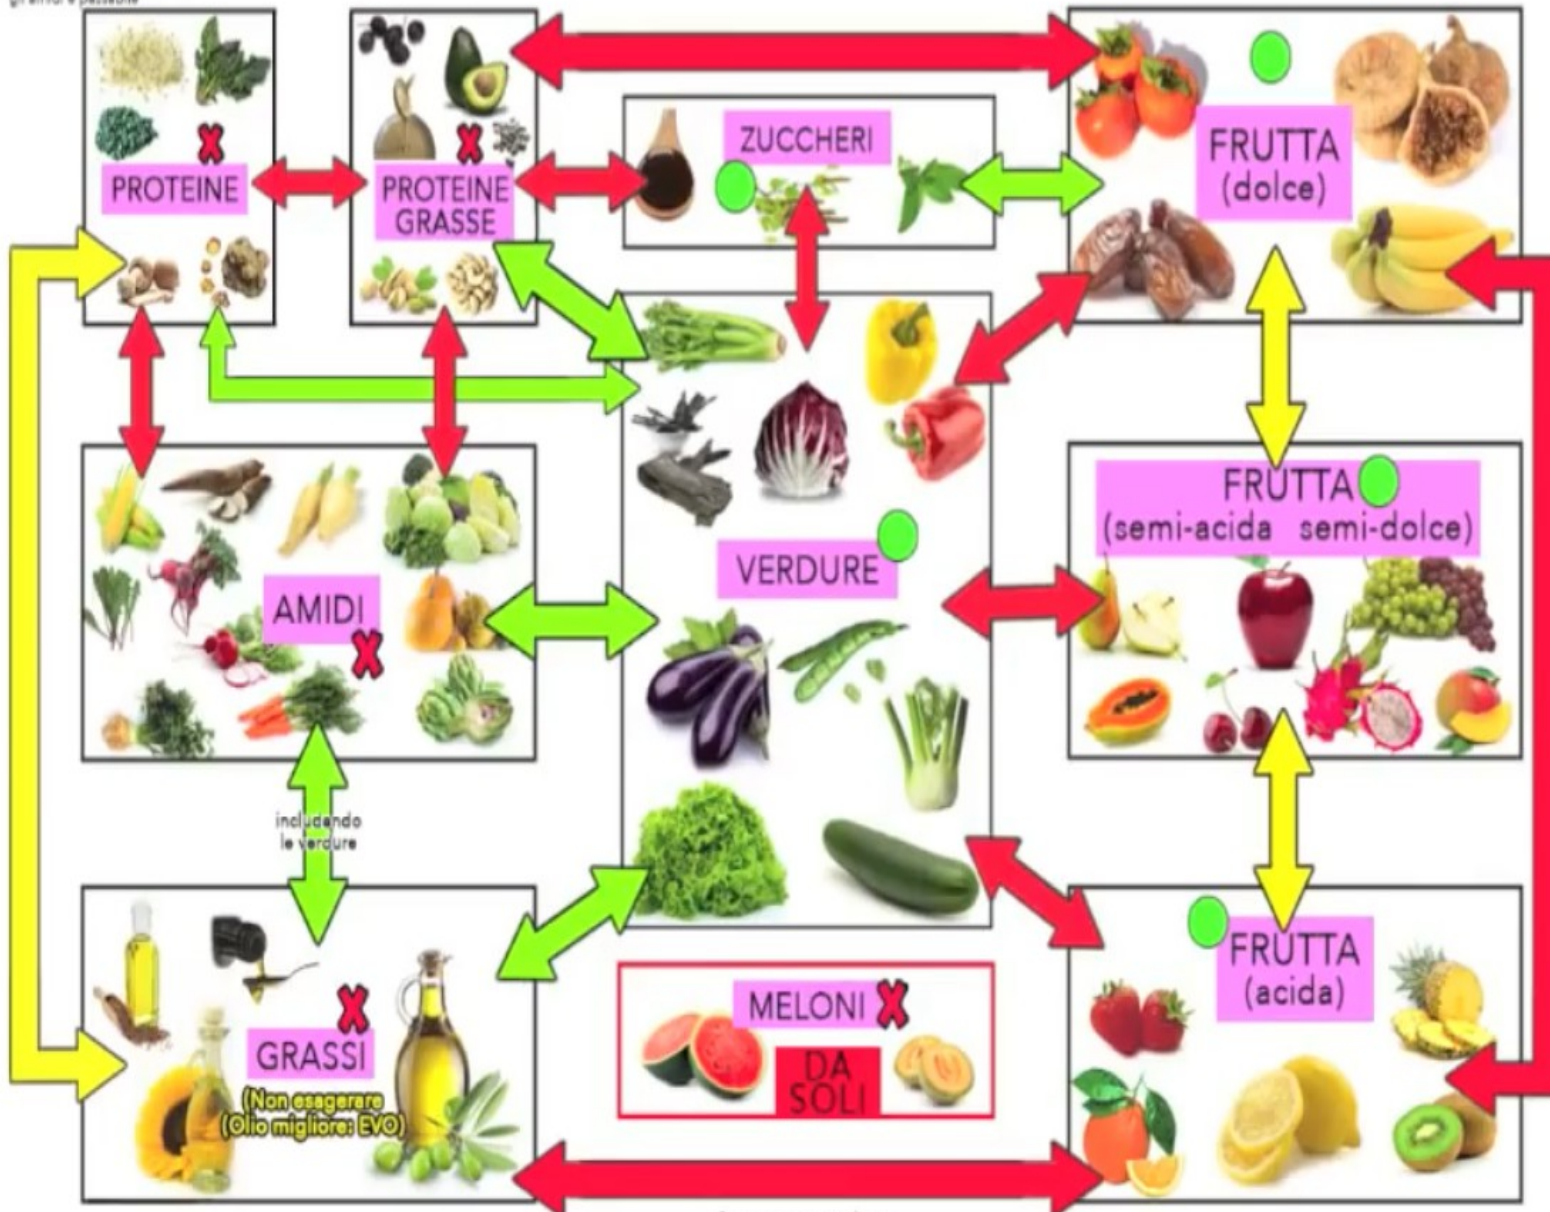 PROTEINE
PROTEINE
GRASSE
ZUCCHERI
FRUTTA
(dolce)
AMIDI
VERDURE
FRUTTA
(semi-acida semi-dolce)
includendo
le verdure
GRASSI
(Non esagerare
(Olio migliore: EVO)
MELONI
DA
SOLI
FRUTTA
(acida)